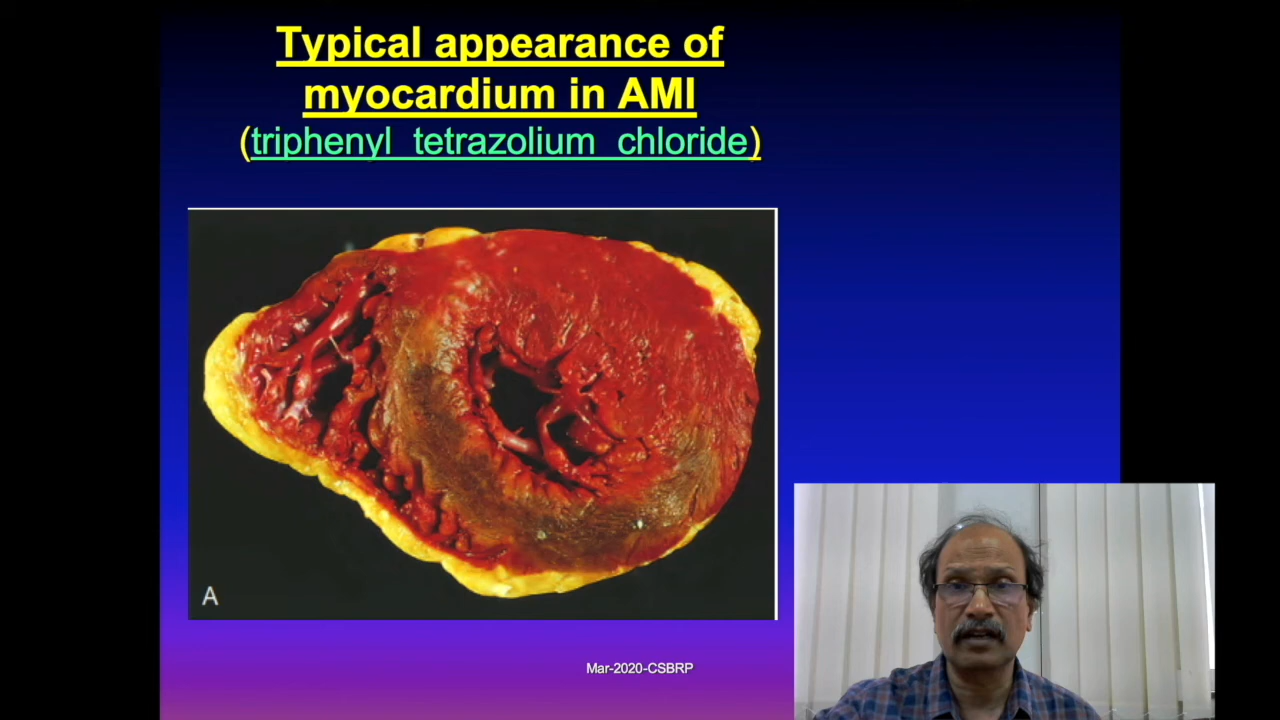 Typical appearance of
myocardium in AMI
(triphenyl tetrazolium chloride)
A
Mar-2020-CSBRP